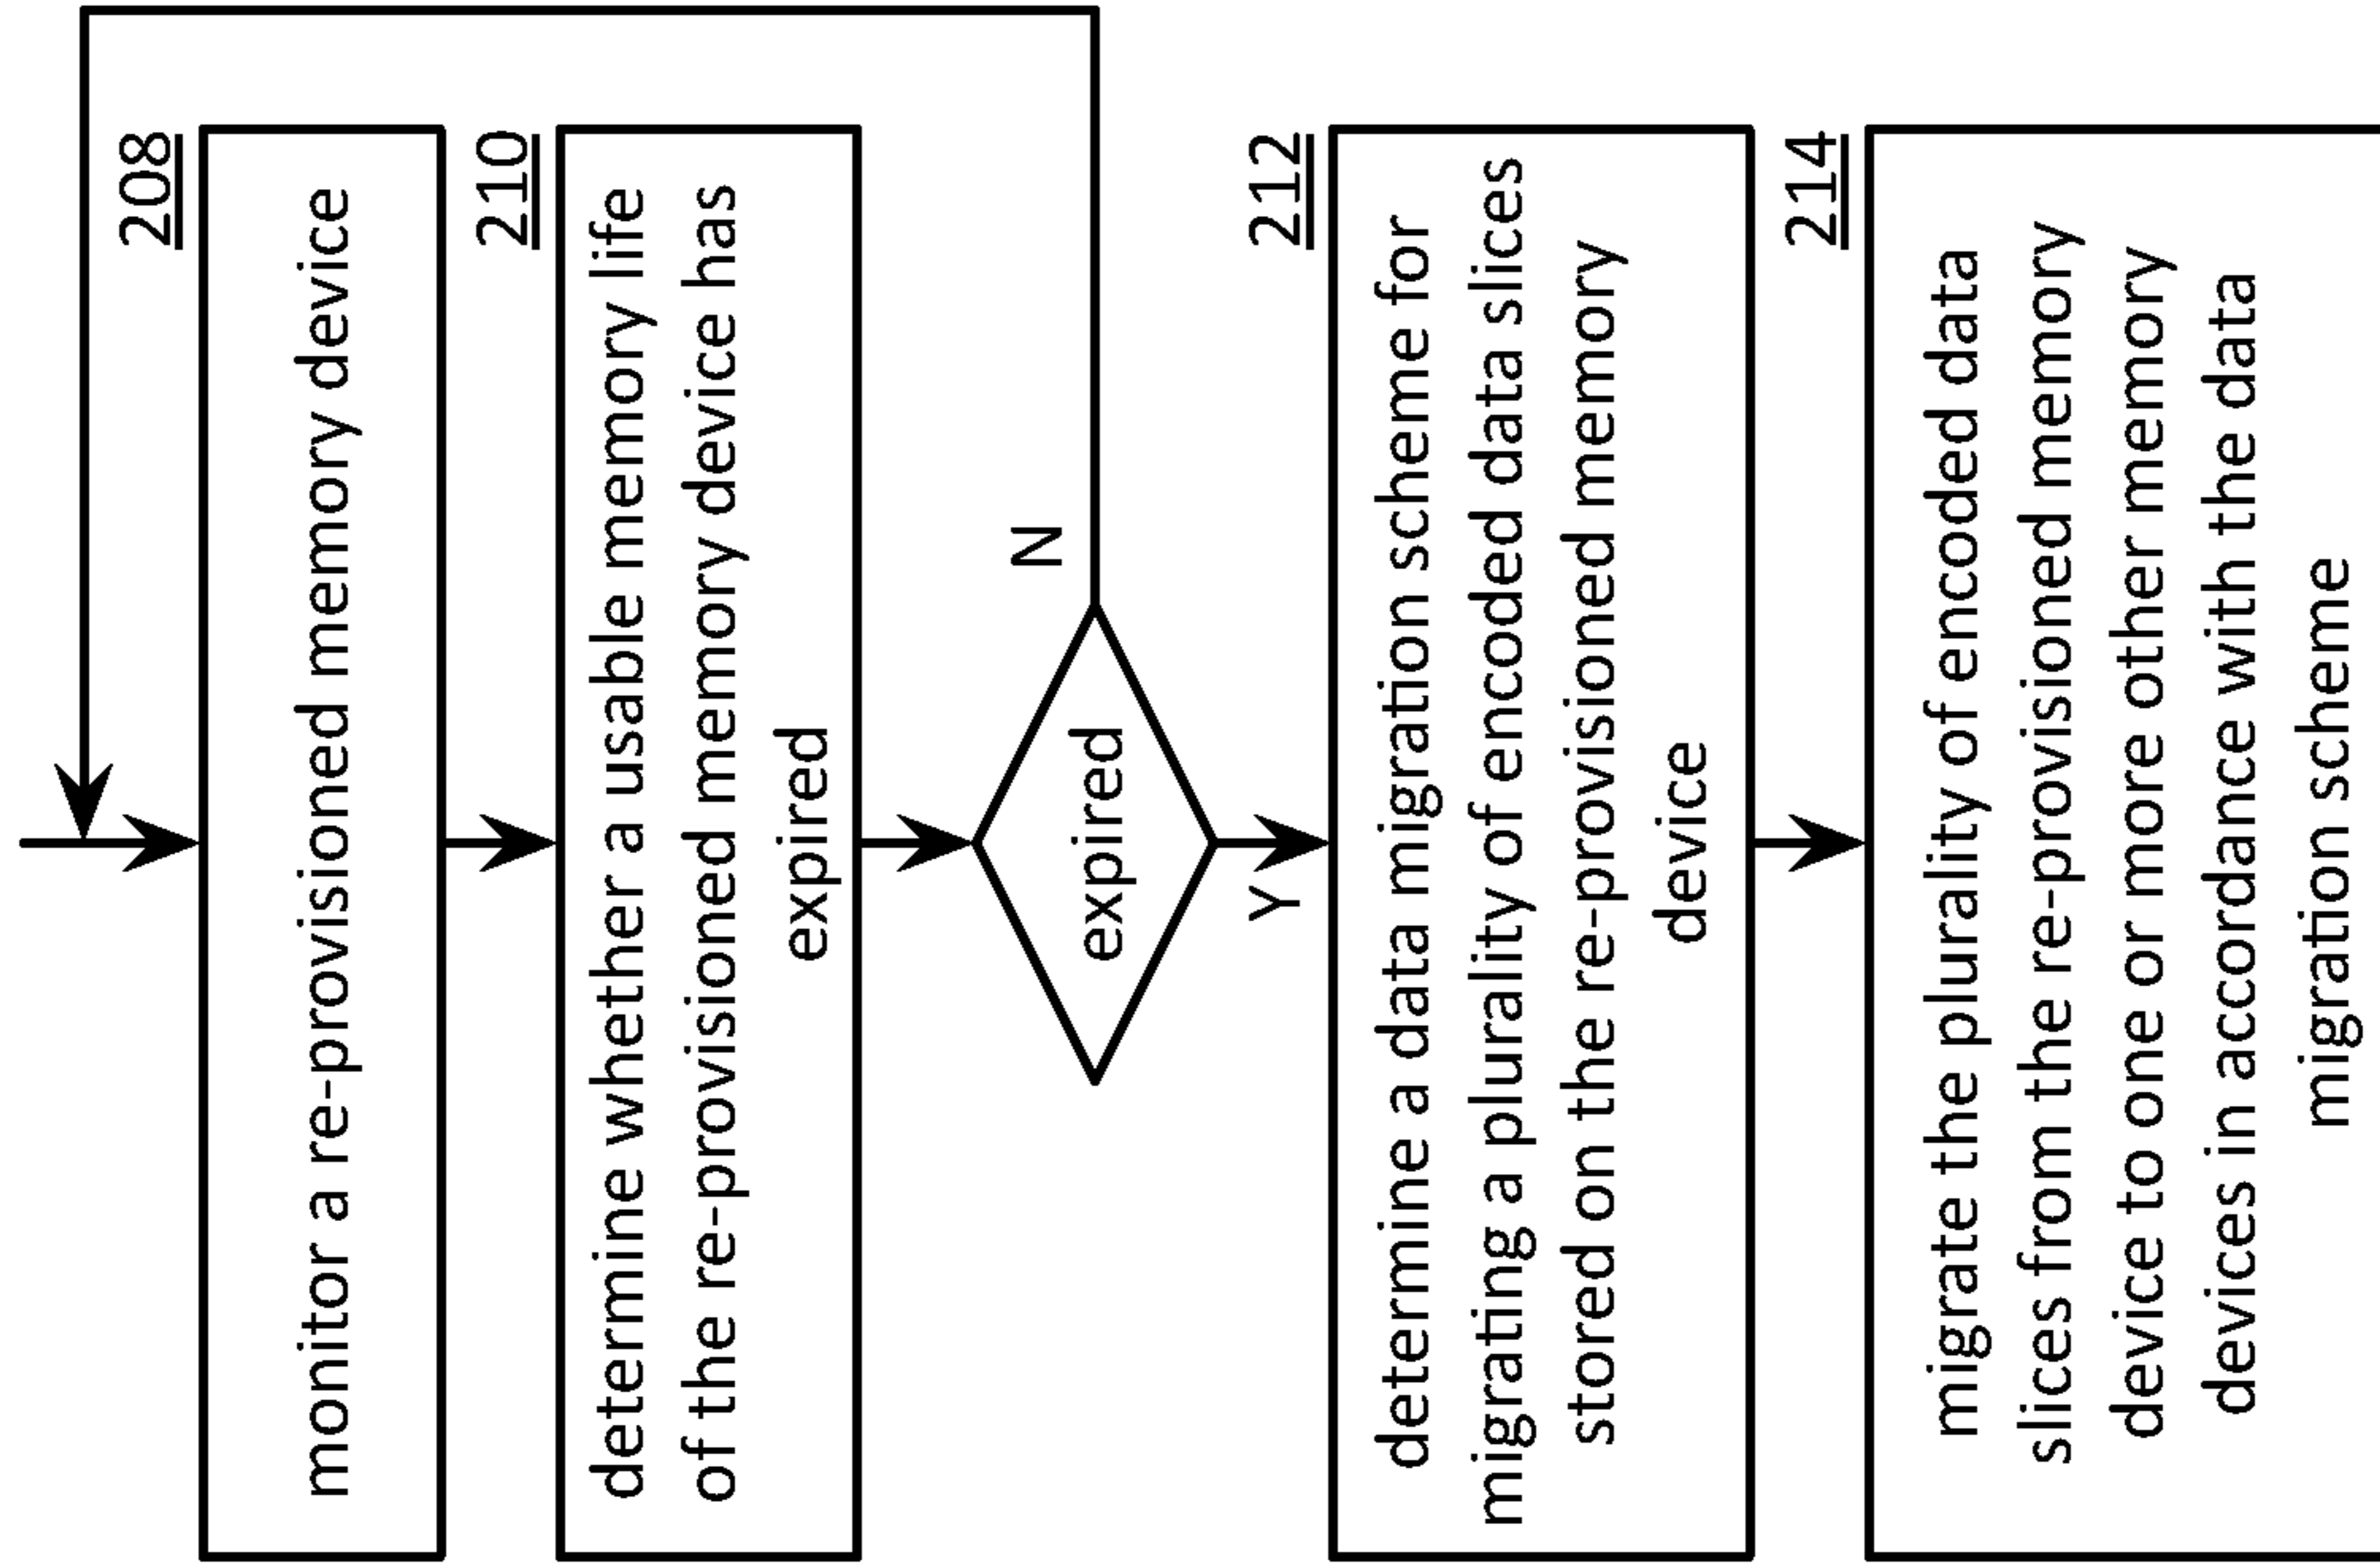 208
monitor a re-provisioned memory device
210
determine whether a usable memory life
of the re-provisioned memory device has
expired
expired
N
Y
212
determine a data migration scheme for
migrating a plurality of encoded data slices
stored on the re-provisioned memory
device
214
migrate the plurality of encoded data
slices from the re-provisioned memory
device to one or more other memory
devices in accordance with the data
migration scheme